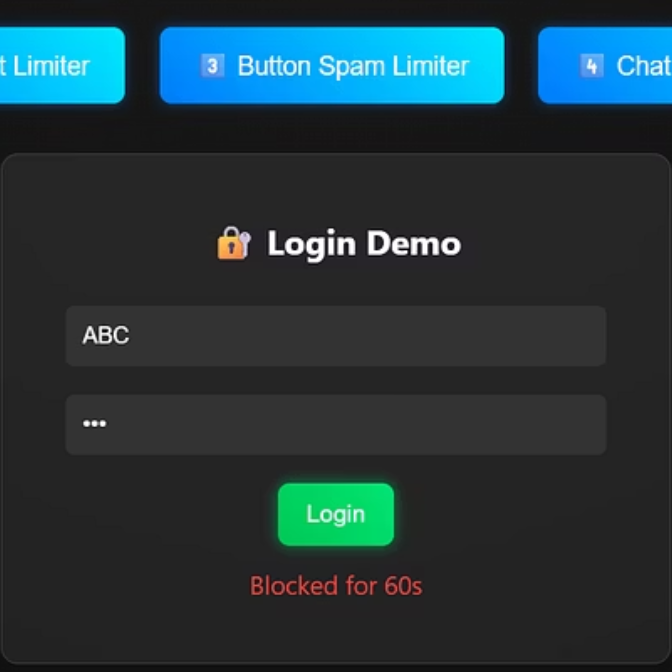 t Limiter
3 Button Spam Limiter
4 Chat
Login Demo
ABC
•••
Login
Blocked for 60s